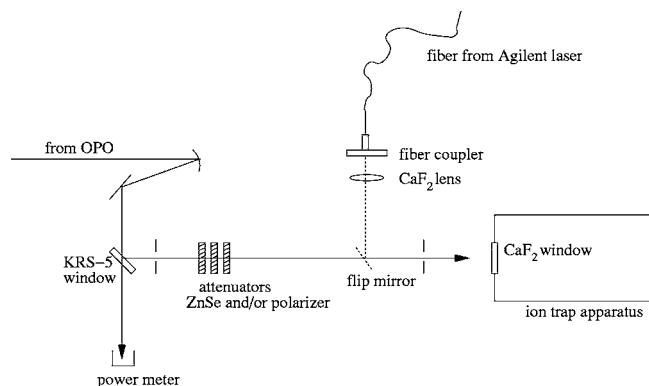 fiber from Agilent laser
from OPO
fiber coupler
CaF2 lens
KRS-5
window
attenuators
ZnSe and/or polarizer
flip mirror
CaF2 window
ion trap apparatus
power meter